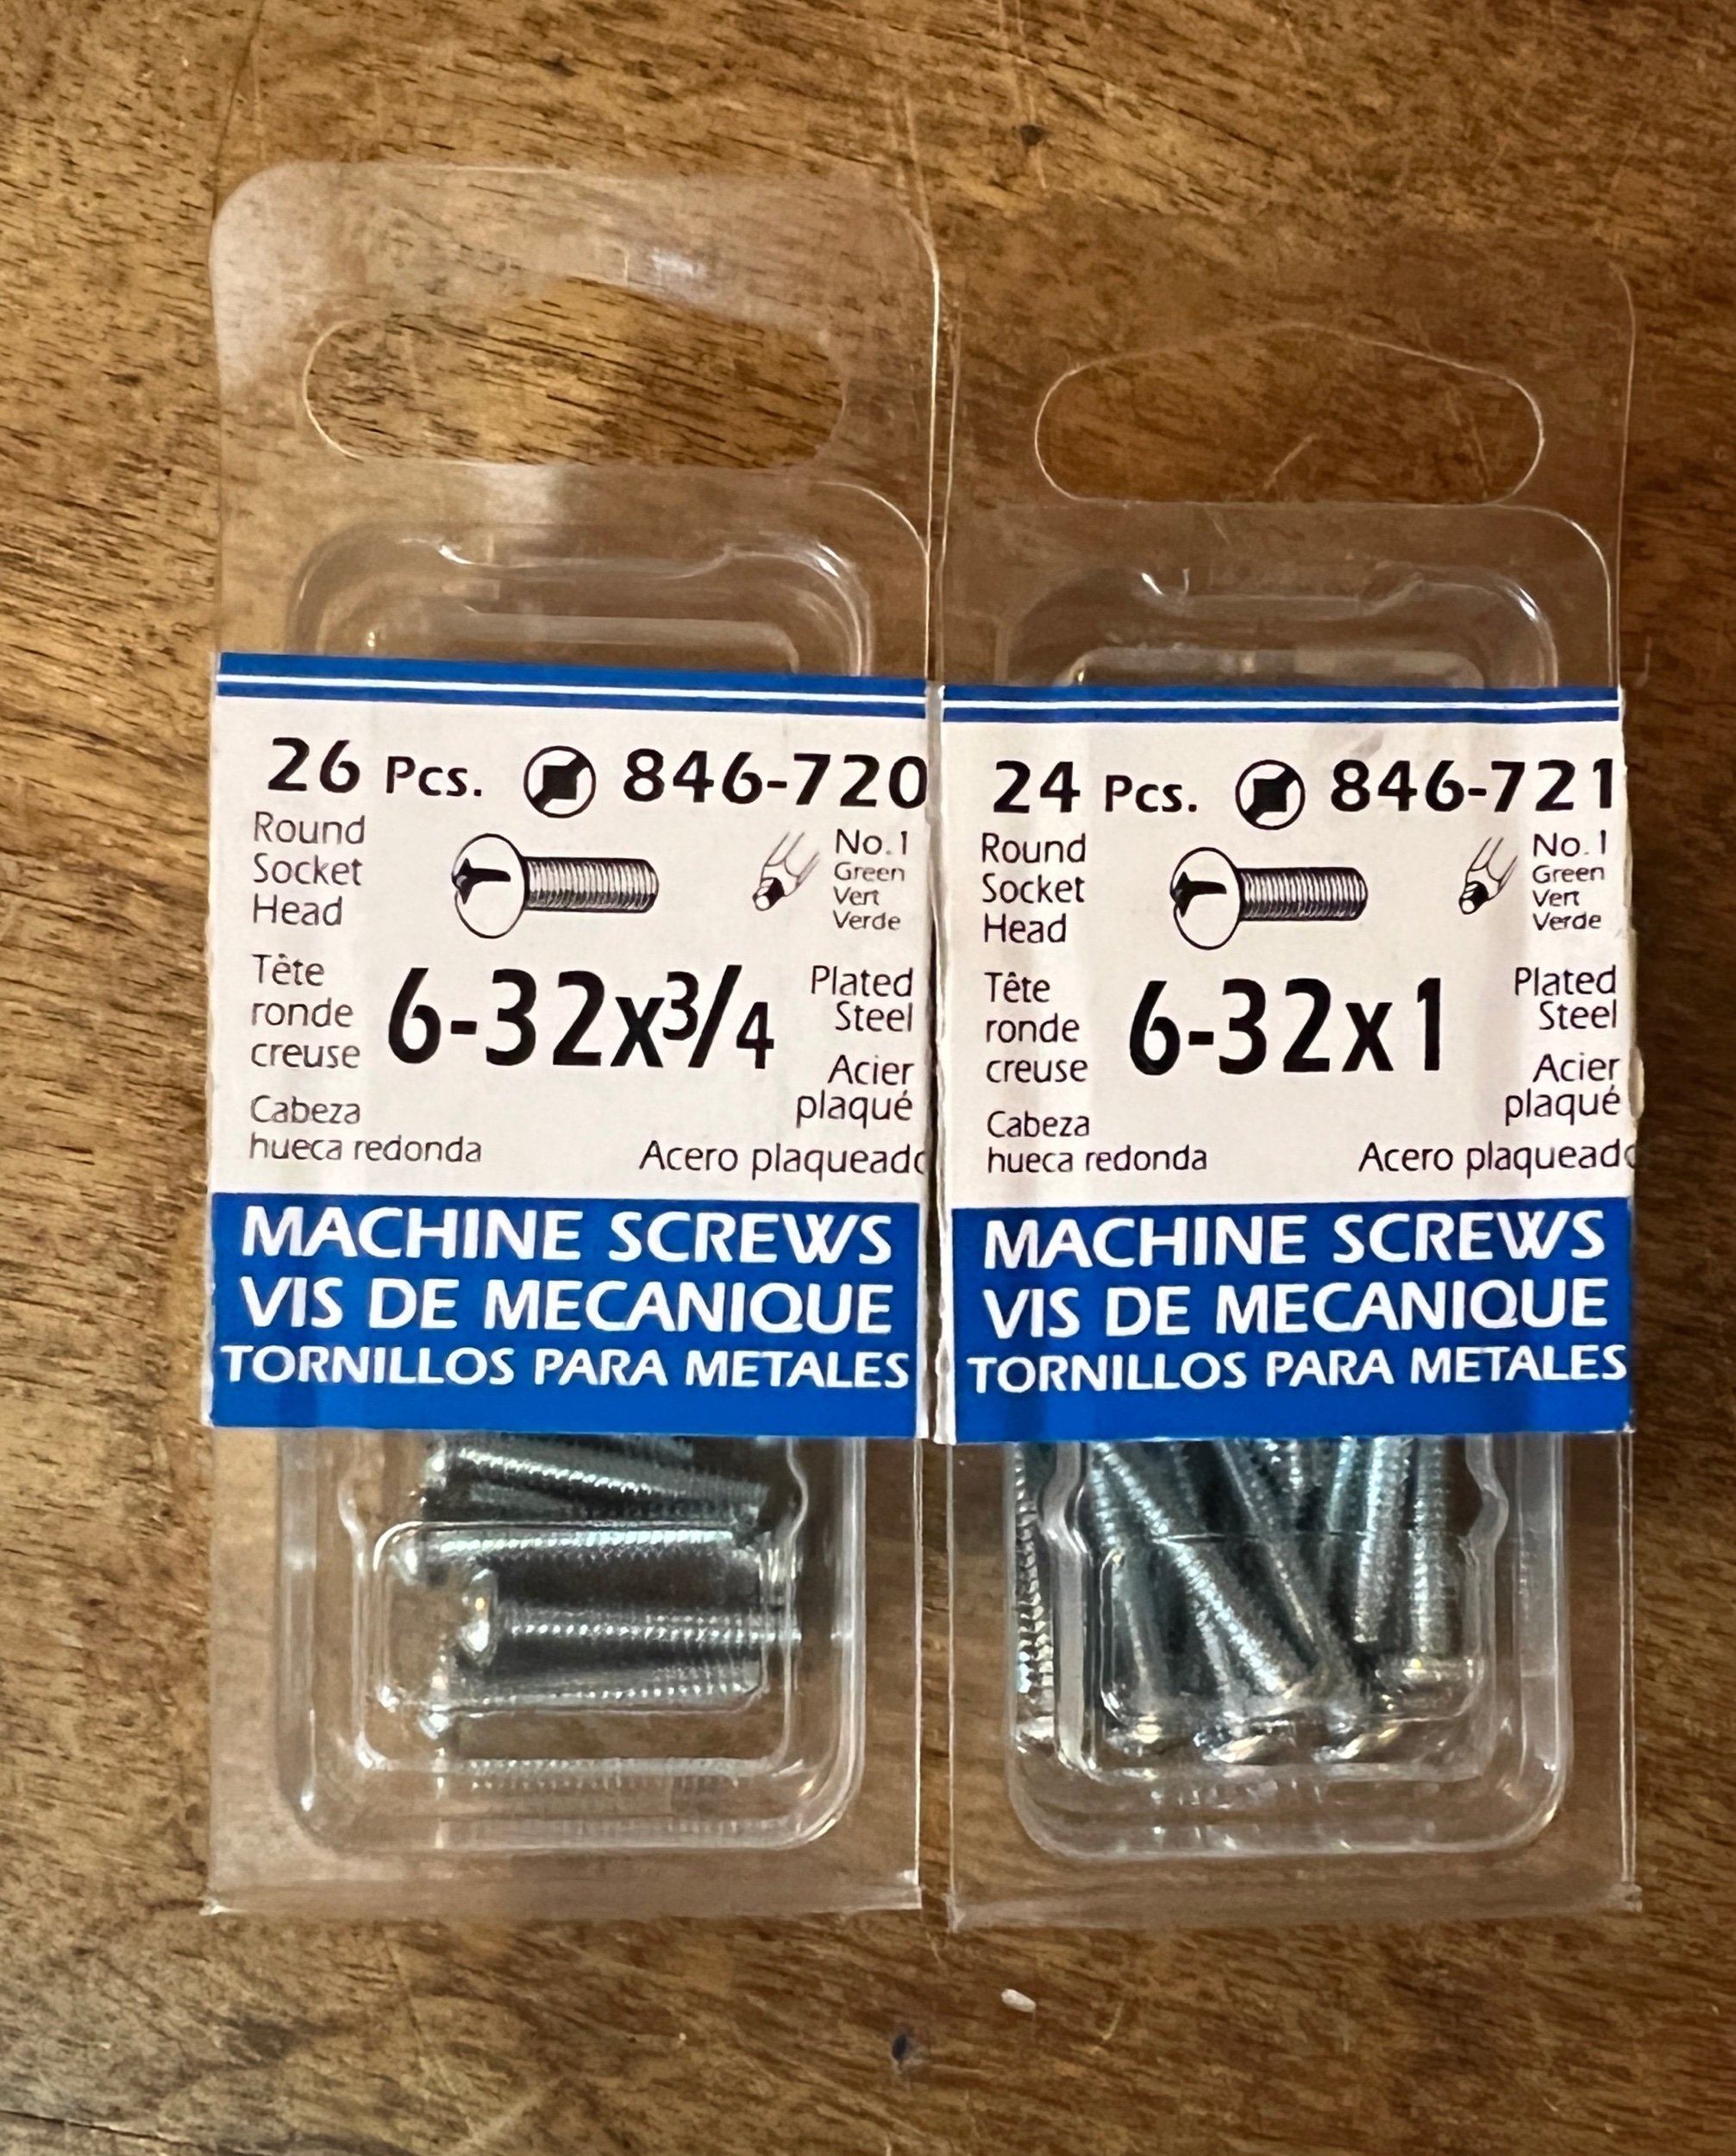 26 Pcs. 846-720
Round
Socket
Head
No.1
Green
Vert
Verde
Tête
ronde
creuse
6-32x3/4
Plated
Steel
Acier
plaqué
Cabeza
hueca redonda
Acero plaqueado
MACHINE SCREWS
VIS DE MECANIQUE
TORNILLOS PARA METALES
24 Pcs. 846-721
Round
Socket
Head
No.1
Green
Vert
Verde
Tête
ronde
creuse
6-32x1
Plated
Steel
Acier
plaqué
Cabeza
hueca redonda
Acero plaqueado
MACHINE SCREWS
VIS DE MECANIQUE
TORNILLOS PARA METALES